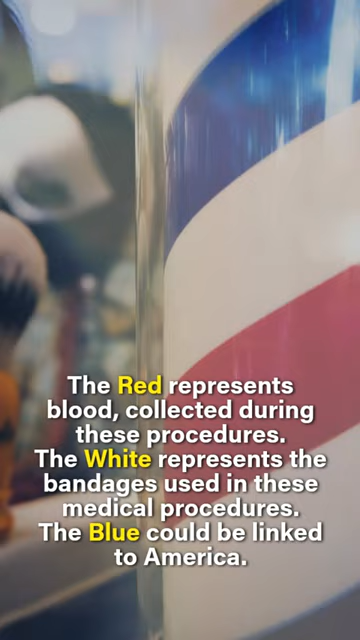 The Red represents
blood, collected during
these procedures.
The White represents the
bandages used in these
medical procedures.
The Blue could be linked
to America.